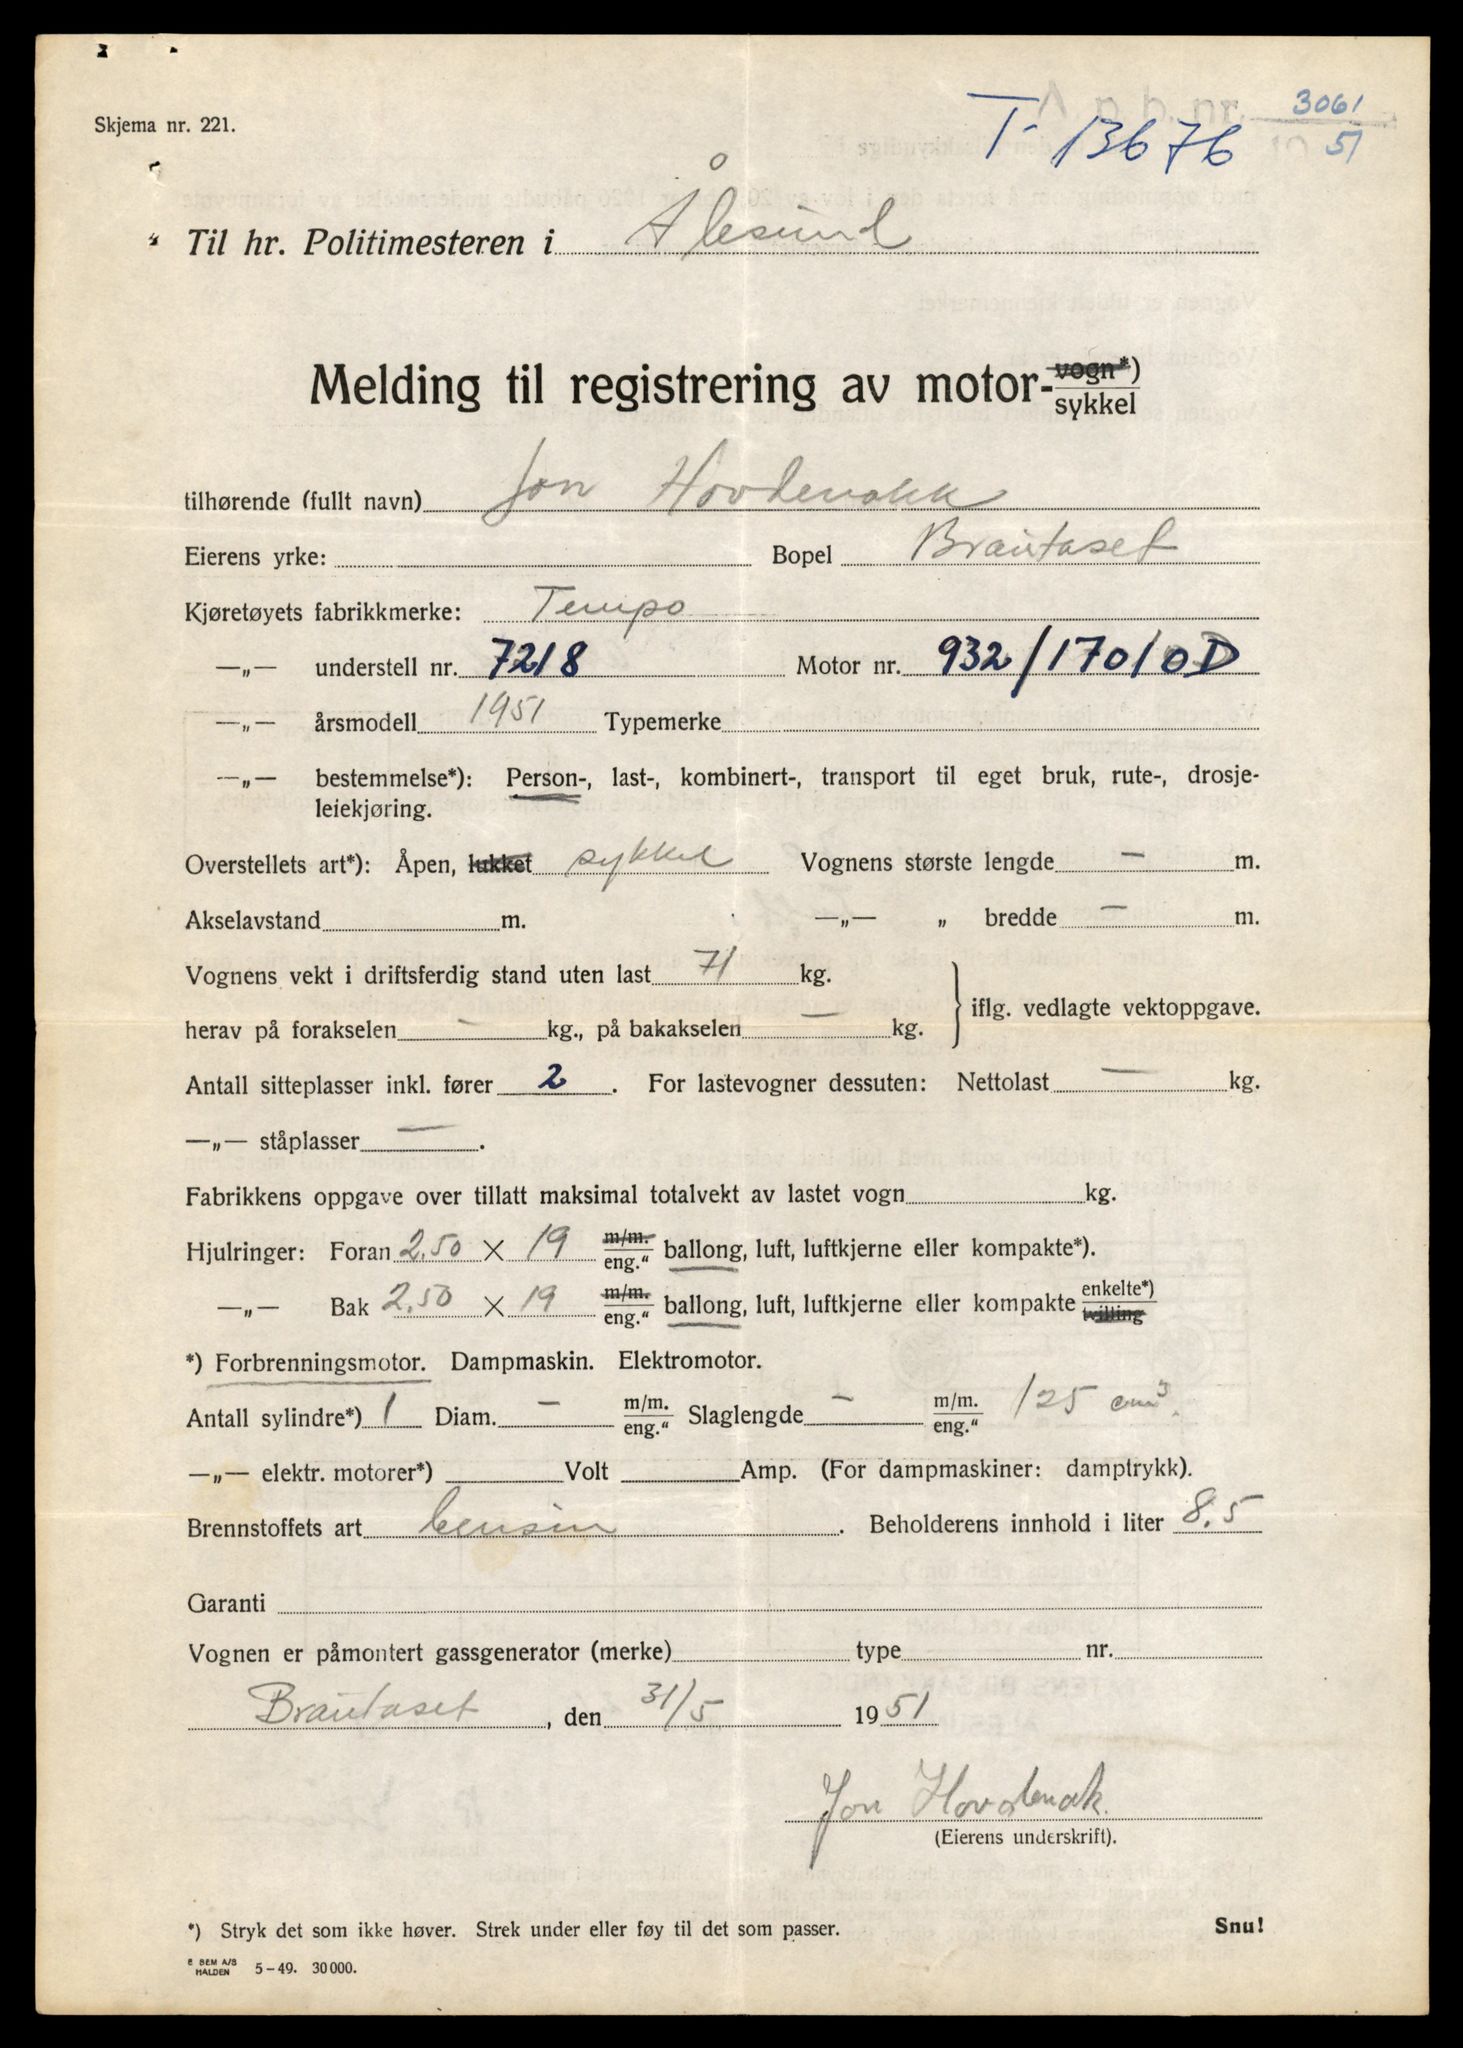 Skjema nr. 221.
A.p.b. nr. 3061
19 51
T- 13676
Til hr. Politimesteren i Ålesund
Melding til registrering av motor- vogn*)
sykkel
tilhørende (fullt navn) Jon Hovdenakk
Eierens yrke: Bopel Brautaset
Kjøretøyets fabrikkmerke: Tempo
—„— understell nr. 7218 Motor nr. 932/17010D
—„— årsmodell 1951 Typemerke
—„— bestemmelse*): Person-, last-, kombinert-, transport til eget bruk, rute-, drosje-
leiekjøring.
Overstellets art*): Åpen, lukket sykkel Vognens største lengde — m.
Akselavstand m. —„— „ bredde — m.
Vognens vekt i driftsferdig stand uten last 71 kg.
herav på forakselen — kg., på bakakselen — kg. } iflg. vedlagte vektoppgave.
Antall sitteplasser inkl. fører 2 . For lastevogner dessuten: Nettolast — kg.
—„— ståplasser — .
Fabrikkens oppgave over tillatt maksimal totalvekt av lastet vogn kg.
Hjulringer: Foran 2.50 × 19 m/m. eng.“ ballong, luft, luftkjerne eller kompakte*).
—„— Bak 2.50 × 19 m/m. eng.“ ballong, luft, luftkjerne eller kompakte enkelte*) tvilling
*) Forbrenningsmotor. Dampmaskin. Elektromotor.
Antall sylindre*) 1 Diam. — m/m. eng.“ Slaglengde — m/m. eng.“ 125 cm³.
—„— elektr. motorer*) Volt Amp. (For dampmaskiner: damptrykk).
Brennstoffets art bensin . Beholderens innhold i liter 8.5
Garanti
Vognen er påmontert gassgenerator (merke) type nr.
Brautaset , den 31/5 1951
Jon Hovdenak.
(Eierens underskrift).
*) Stryk det som ikke høver. Strek under eller føy til det som passer. Snu!
E SEM A/S
HALDEN 5–49. 30 000.